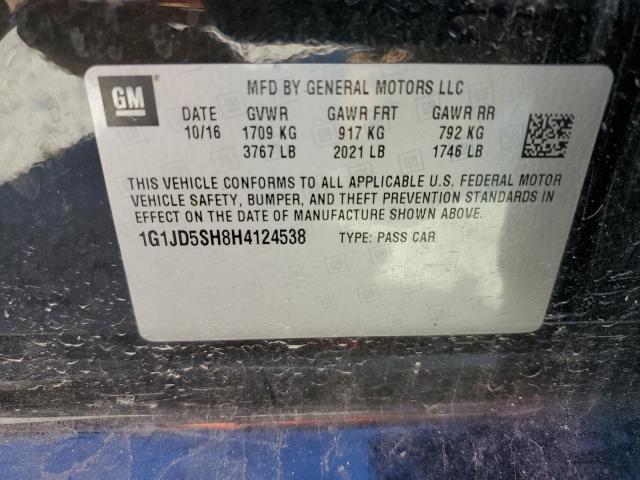 GM
MFD BY GENERAL MOTORS LLC
DATE GVWR GAWR FRT GAWR RR
10/16 1709 KG 917 KG 792 KG
3767 LB 2021 LB 1746 LB
THIS VEHICLE CONFORMS TO ALL APPLICABLE U.S. FEDERAL MOTOR
VEHICLE SAFETY, BUMPER, AND THEFT PREVENTION STANDARDS IN
EFFECT ON THE DATE OF MANUFACTURE SHOWN ABOVE.
1G1JD5SH8H4124538 TYPE: PASS CAR